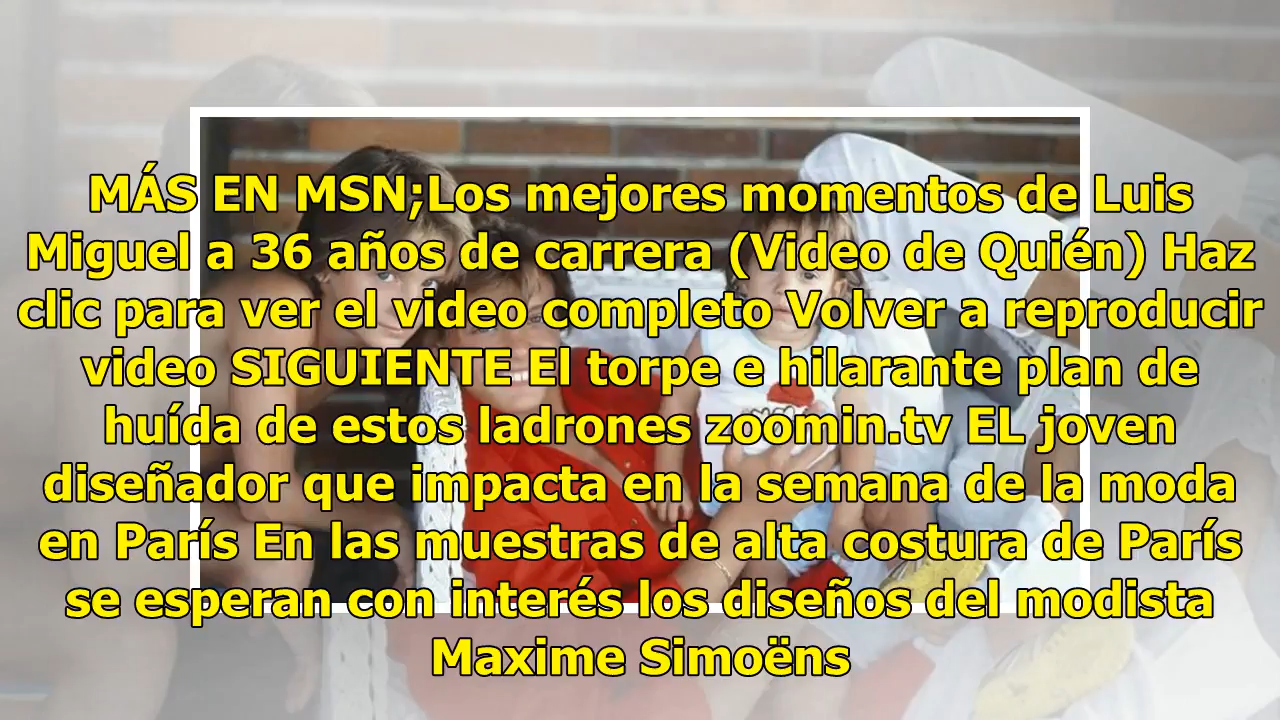 MÁS EN MSN;Los mejores momentos de Luis
Miguel a 36 años de carrera (Video de Quién) Haz
clic para ver el video completo Volver a reproducir
video SIGUIENTE El torpe e hilarante plan de
huída de estos ladrones zoomin.tv EL joven
diseñador que impacta en la semana de la moda
en París En las muestras de alta costura de París
se esperan con interés los diseños del modista
Maxime Simoëns